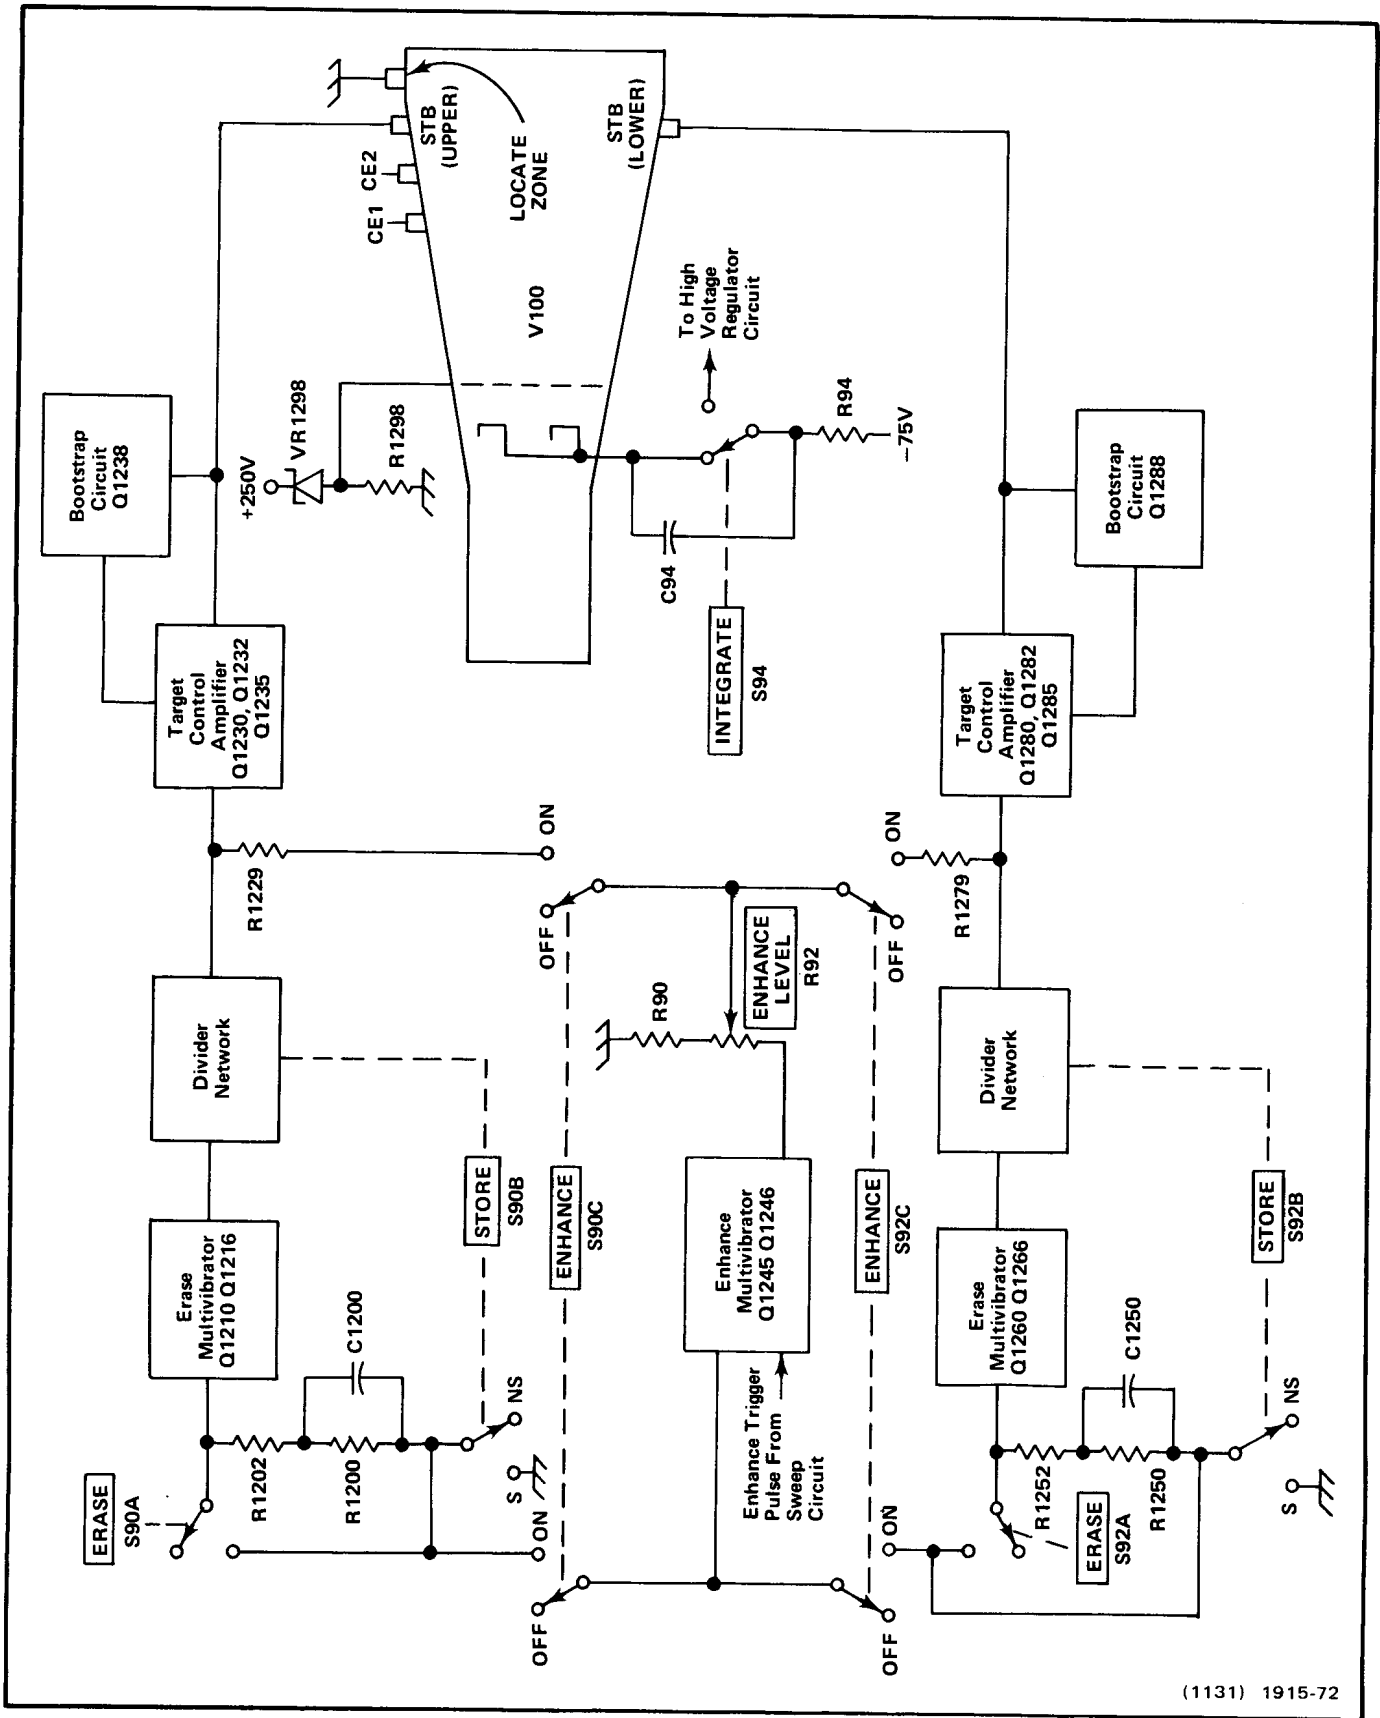 ERASE
S90A
R1202
R1200
C1200
Erase
Multivibrator
Q1210 Q1216
NS
S
STORE
S90B
Divider
Network
R1229
Target
Control
Amplifier
Q1230, Q1232
Q1235
Bootstrap
Circuit
Q1238
+250V
VR1298
R1298
CE1
CE2
STB
(UPPER)
LOCATE
ZONE
STB
(LOWER)
V100
To High
Voltage
Regulator
Circuit
C94
R94
-75V
INTEGRATE
S94
ON
OFF
ENHANCE
S90C
ON
OFF
Enhance Trigger
Pulse From
Sweep
Circuit
Enhance
Multivibrator
Q1245 Q1246
R90
ENHANCE
LEVEL
R92
ENHANCE
S92C
ON
OFF
ON
OFF
R1279
ERASE
S92A
R1252
R1250
C1250
Erase
Multivibrator
Q1260 Q1266
NS
S
STORE
S92B
Divider
Network
Target
Control
Amplifier
Q1280, Q1282
Q1285
Bootstrap
Circuit
Q1288
(1131) 1915-72